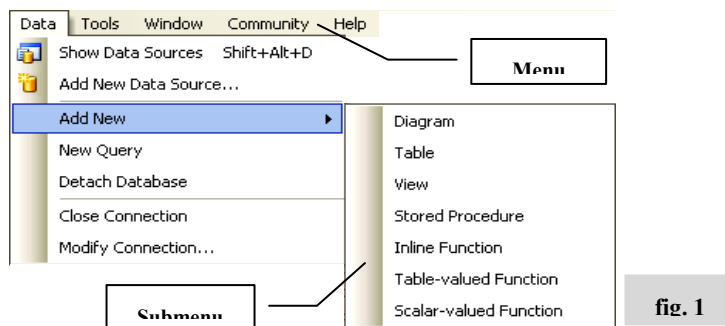 Data Tools Window Community Help
Show Data Sources Shift+Alt+D
Menu
Add New Data Source...
Add New
Diagram
New Query
Table
Detach Database
View
Close Connection
Stored Procedure
Modify Connection...
Inline Function
Table-valued Function
Submenu
Scalar-valued Function
fig. 1